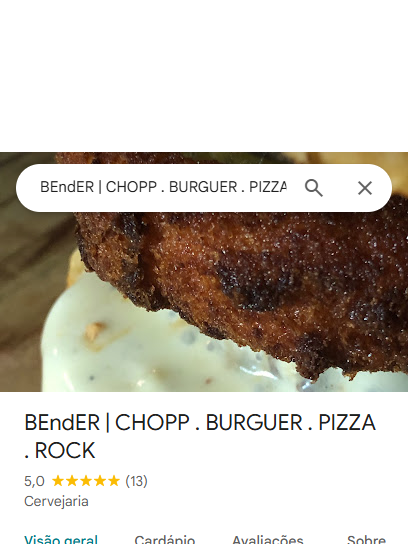 BEndER | CHOPP . BURGUER . PIZZA
BEndER | CHOPP . BURGUER . PIZZA
. ROCK
5,0 (13)
Cervejaria
Visão geral Cardápio Avaliações Sobre